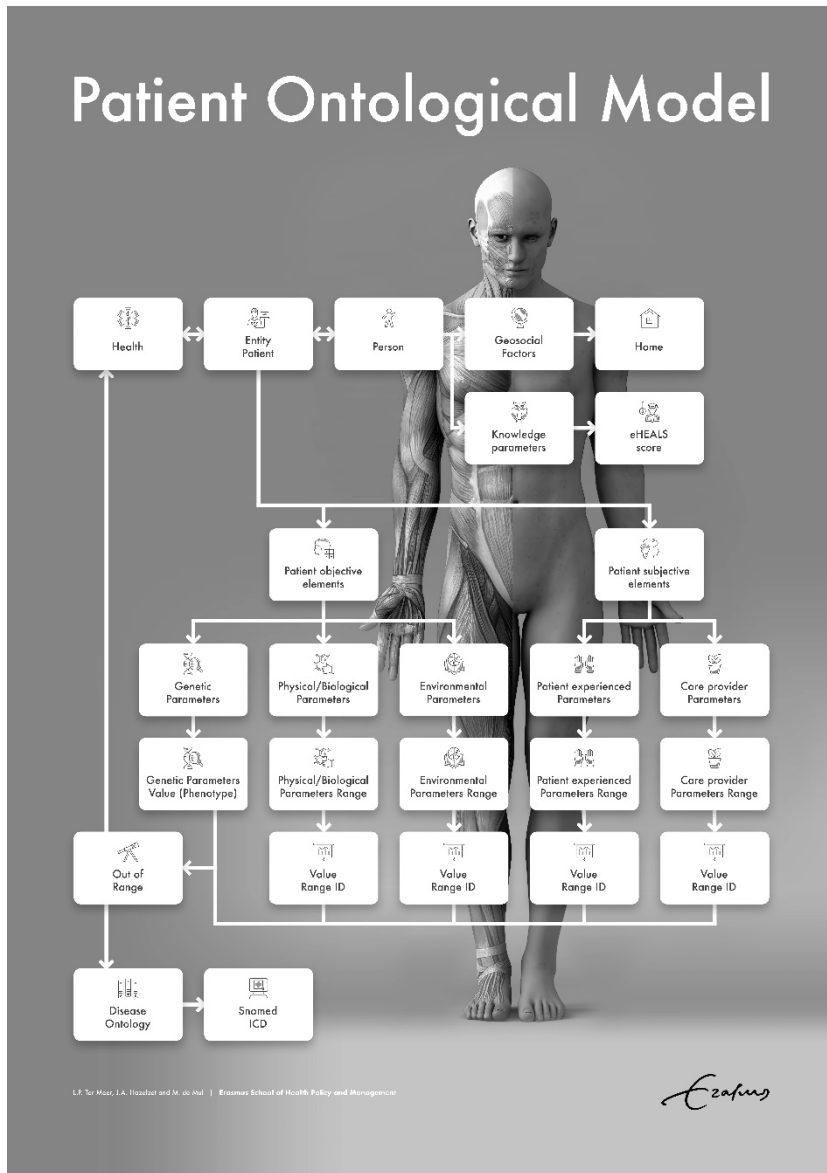 Patient Ontological Model
Health
Entity
Patient
Person
Geosocial
Factors
Home
Knowledge
parameters
eHEALS
score
Patient objective
elements
Patient subjective
elements
Genetic
Parameters
Physical/Biological
Parameters
Environmental
Parameters
Patient experienced
Parameters
Care provider
Parameters
Genetic Parameters
Value (Phenotype)
Physical/Biological
Parameters Range
Environmental
Parameters Range
Patient experienced
Parameters Range
Care provider
Parameters Range
Out of
Range
Value
Range ID
Value
Range ID
Value
Range ID
Value
Range ID
Disease
Ontology
Snomed
ICD
L.P. Ter Meer, J.A. Hazelzet and M. de Mul | Erasmus School of Health Policy and Management
Erasmus